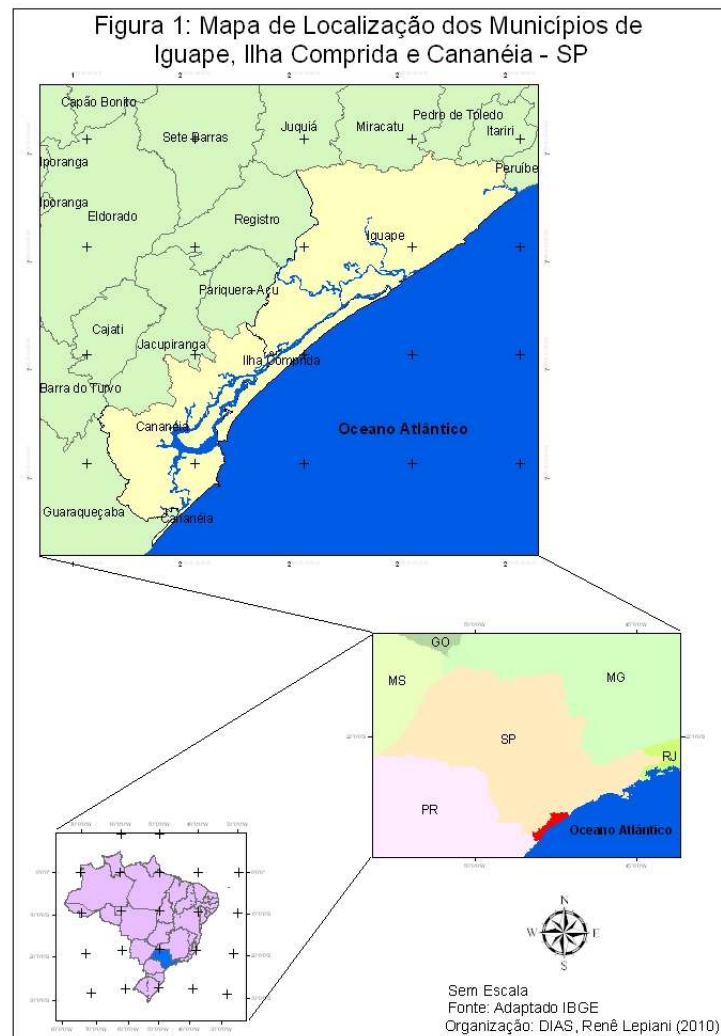 Figura 1: Mapa de Localização dos Municípios de
Iguape, Ilha Comprida e Cananéia - SP
Capão Bonito
Sete Barras
Juquiá
Miracatu
Pedro de Toledo
Itariri
Iporanga
Peruíbe
Iporanga
Eldorado
Registro
Iguape
Pariquera-Açu
Cajati
Jacupiranga
Ilha Comprida
Barra do Turvo
Cananéia
Oceano Atlântico
Guaraqueçaba
Cananéia
GO
MS
MG
SP
RJ
PR
Oceano Atlântico
N
W
E
S
Sem Escala
Fonte: Adaptado IBGE
Organização: DIAS, Renê Lepiani (2010)